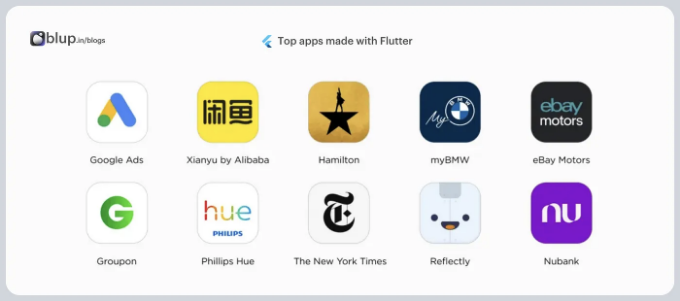 blup.in/blogs
Top apps made with Flutter
闲鱼
My BMW
ebay
motors
Google Ads
Xianyu by Alibaba
Hamilton
myBMW
eBay Motors
G
hue
PHILIPS
T
nu
Groupon
Phillips Hue
The New York Times
Reflectly
Nubank